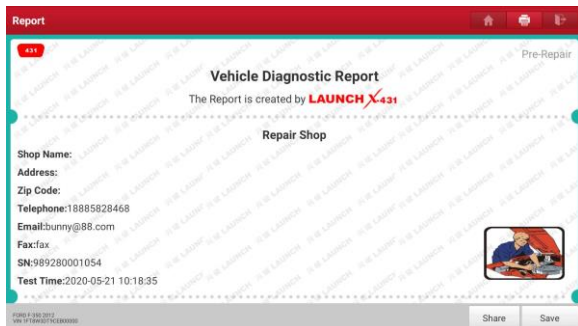 Report
431
Pre-Repair
Vehicle Diagnostic Report
The Report is created by LAUNCH X-431
Repair Shop
Shop Name:
Address:
Zip Code:
Telephone:18885828468
Email:bunny@88.com
Fax:fax
SN:989280001054
Test Time:2020-05-21 10:18:35
Share
Save